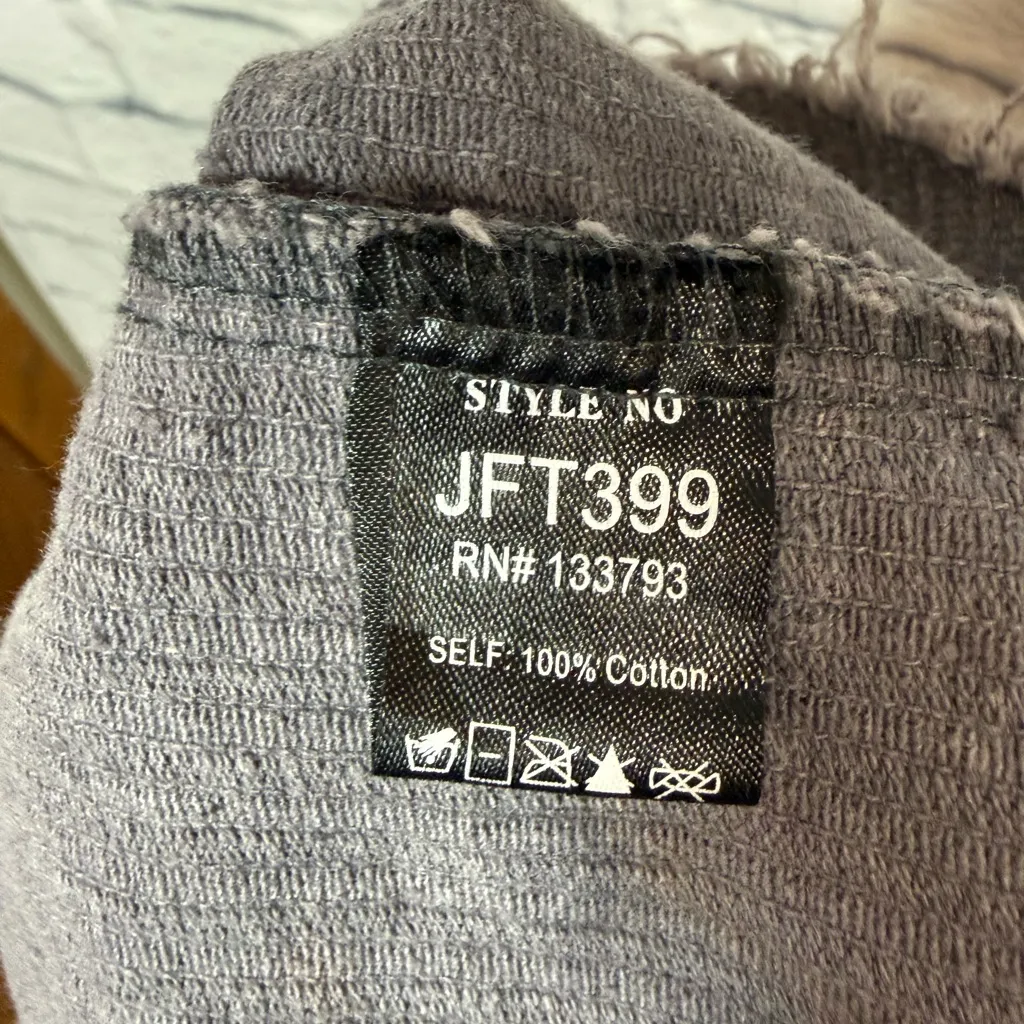 STYLE NO
JFT399
RN# 133793
SELF: 100% Cotton